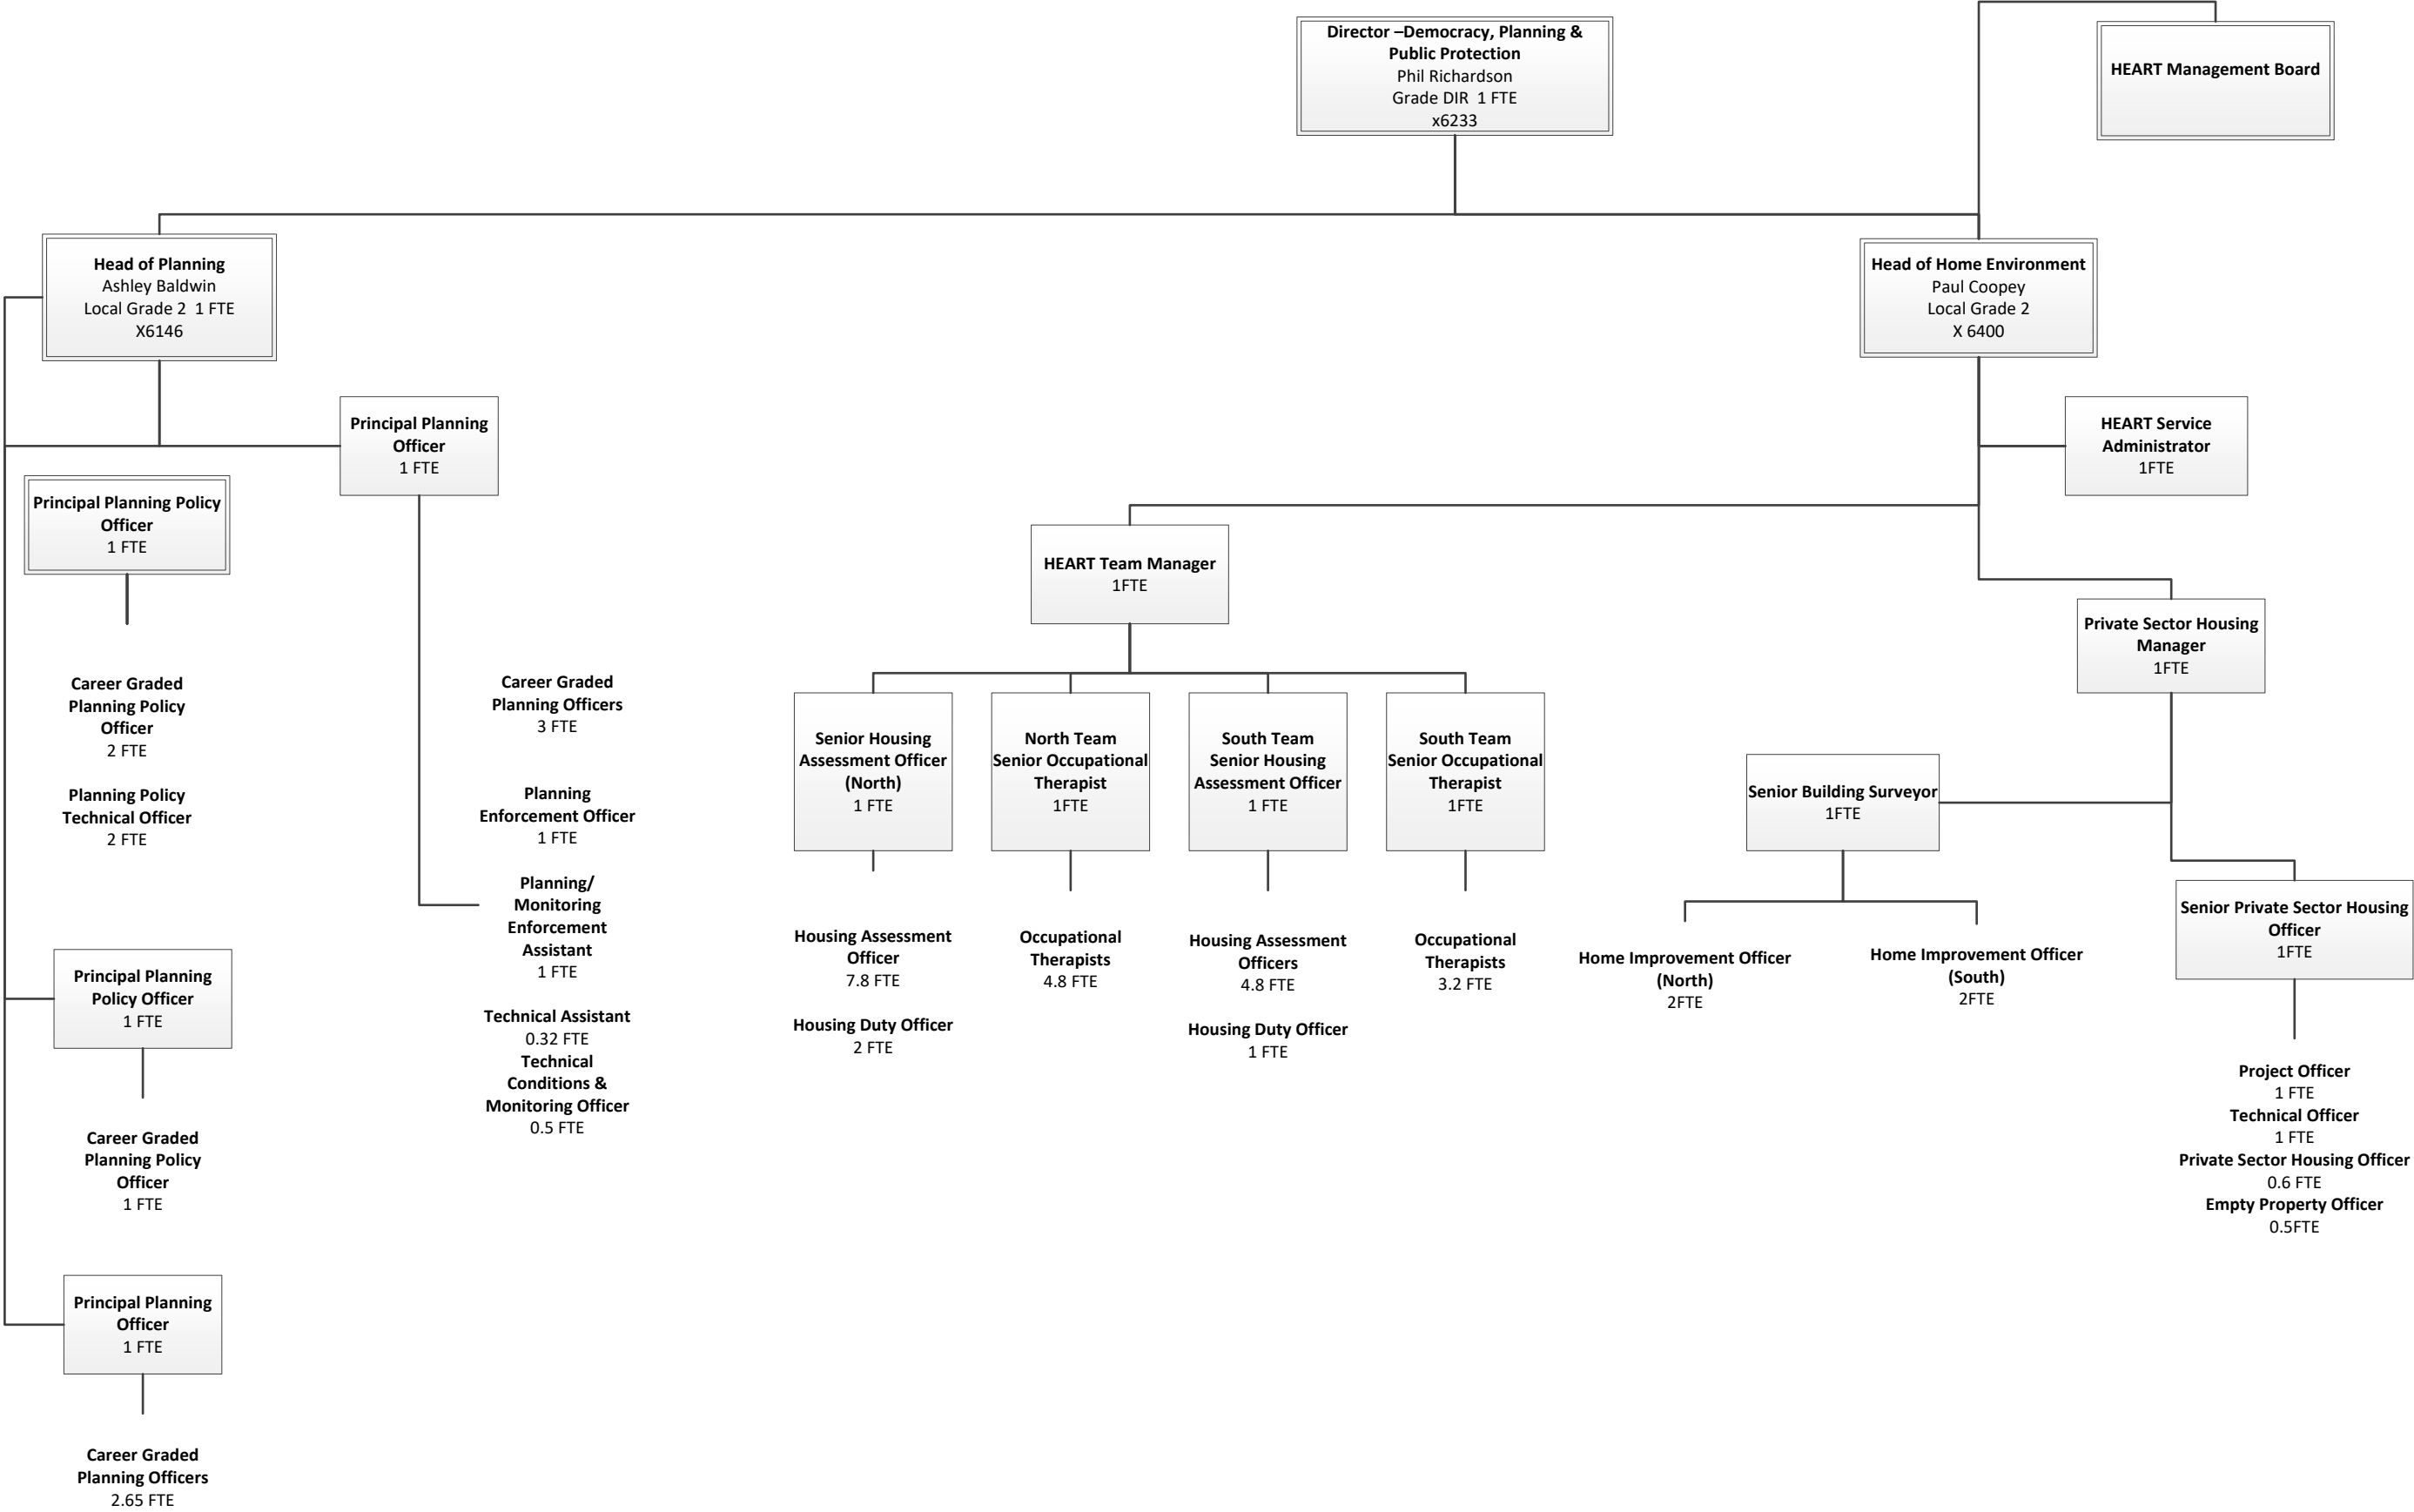 Director –Democracy, Planning &
Public Protection
Phil Richardson
Grade DIR  1 FTE
x6233
HEART Management Board
Head of Planning
Ashley Baldwin
Local Grade 2  1 FTE
X6146
Head of Home Environment
Paul Coopey
Local Grade 2
X 6400
Principal Planning
Officer
1 FTE
HEART Service
Administrator
1FTE
Principal Planning Policy
Officer
1 FTE
HEART Team Manager
1FTE
Private Sector Housing
Manager
1FTE
Career Graded
Planning Policy
Officer
2 FTE
Planning Policy
Technical Officer
2 FTE
Career Graded
Planning Officers
3 FTE
Planning
Enforcement Officer
1 FTE
Planning/
Monitoring
Enforcement
Assistant
1 FTE
Technical Assistant
0.32 FTE
Technical
Conditions &
Monitoring Officer
0.5 FTE
Senior Housing
Assessment Officer
(North)
1 FTE
North Team
Senior Occupational
Therapist
1FTE
South Team
Senior Housing
Assessment Officer
1 FTE
South Team
Senior Occupational
Therapist
1FTE
Senior Building Surveyor
1FTE
Senior Private Sector Housing
Officer
1FTE
Housing Assessment
Officer
7.8 FTE
Housing Duty Officer
2 FTE
Occupational
Therapists
4.8 FTE
Housing Assessment
Officers
4.8 FTE
Housing Duty Officer
1 FTE
Occupational
Therapists
3.2 FTE
Home Improvement Officer
(North)
2FTE
Home Improvement Officer
(South)
2FTE
Project Officer
1 FTE
Technical Officer
1 FTE
Private Sector Housing Officer
0.6 FTE
Empty Property Officer
0.5FTE
Principal Planning
Policy Officer
1 FTE
Career Graded
Planning Policy
Officer
1 FTE
Principal Planning
Officer
1 FTE
Career Graded
Planning Officers
2.65 FTE